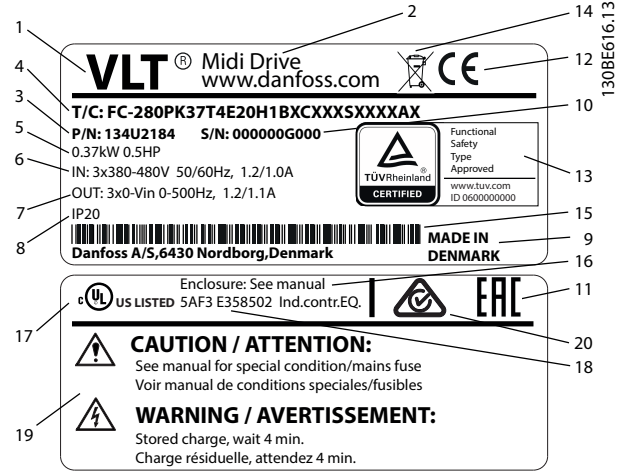 1
2
14
130BE616.13
VLT ® Midi Drive
www.danfoss.com
CE
12
4
T/C: FC-280PK37T4E20H1BXCXXXSXXXXAX
3
P/N: 134U2184 S/N: 000000G000
10
5
0.37kW 0.5HP
6
IN: 3x380-480V 50/60Hz, 1.2/1.0A
7
OUT: 3x0-Vin 0-500Hz, 1.2/1.1A
8
IP20
TÜVRheinland ®
CERTIFIED
Functional
Safety
Type
Approved
www.tuv.com
ID 0600000000
13
15
MADE IN
DENMARK
9
Danfoss A/S,6430 Nordborg,Denmark
16
17
c UL US LISTED
Enclosure: See manual
5AF3 E358502 Ind.contr.EQ.
EAC
11
20
18
CAUTION / ATTENTION:
See manual for special condition/mains fuse
Voir manual de conditions speciales/fusibles
19
WARNING / AVERTISSEMENT:
Stored charge, wait 4 min.
Charge résiduelle, attendez 4 min.